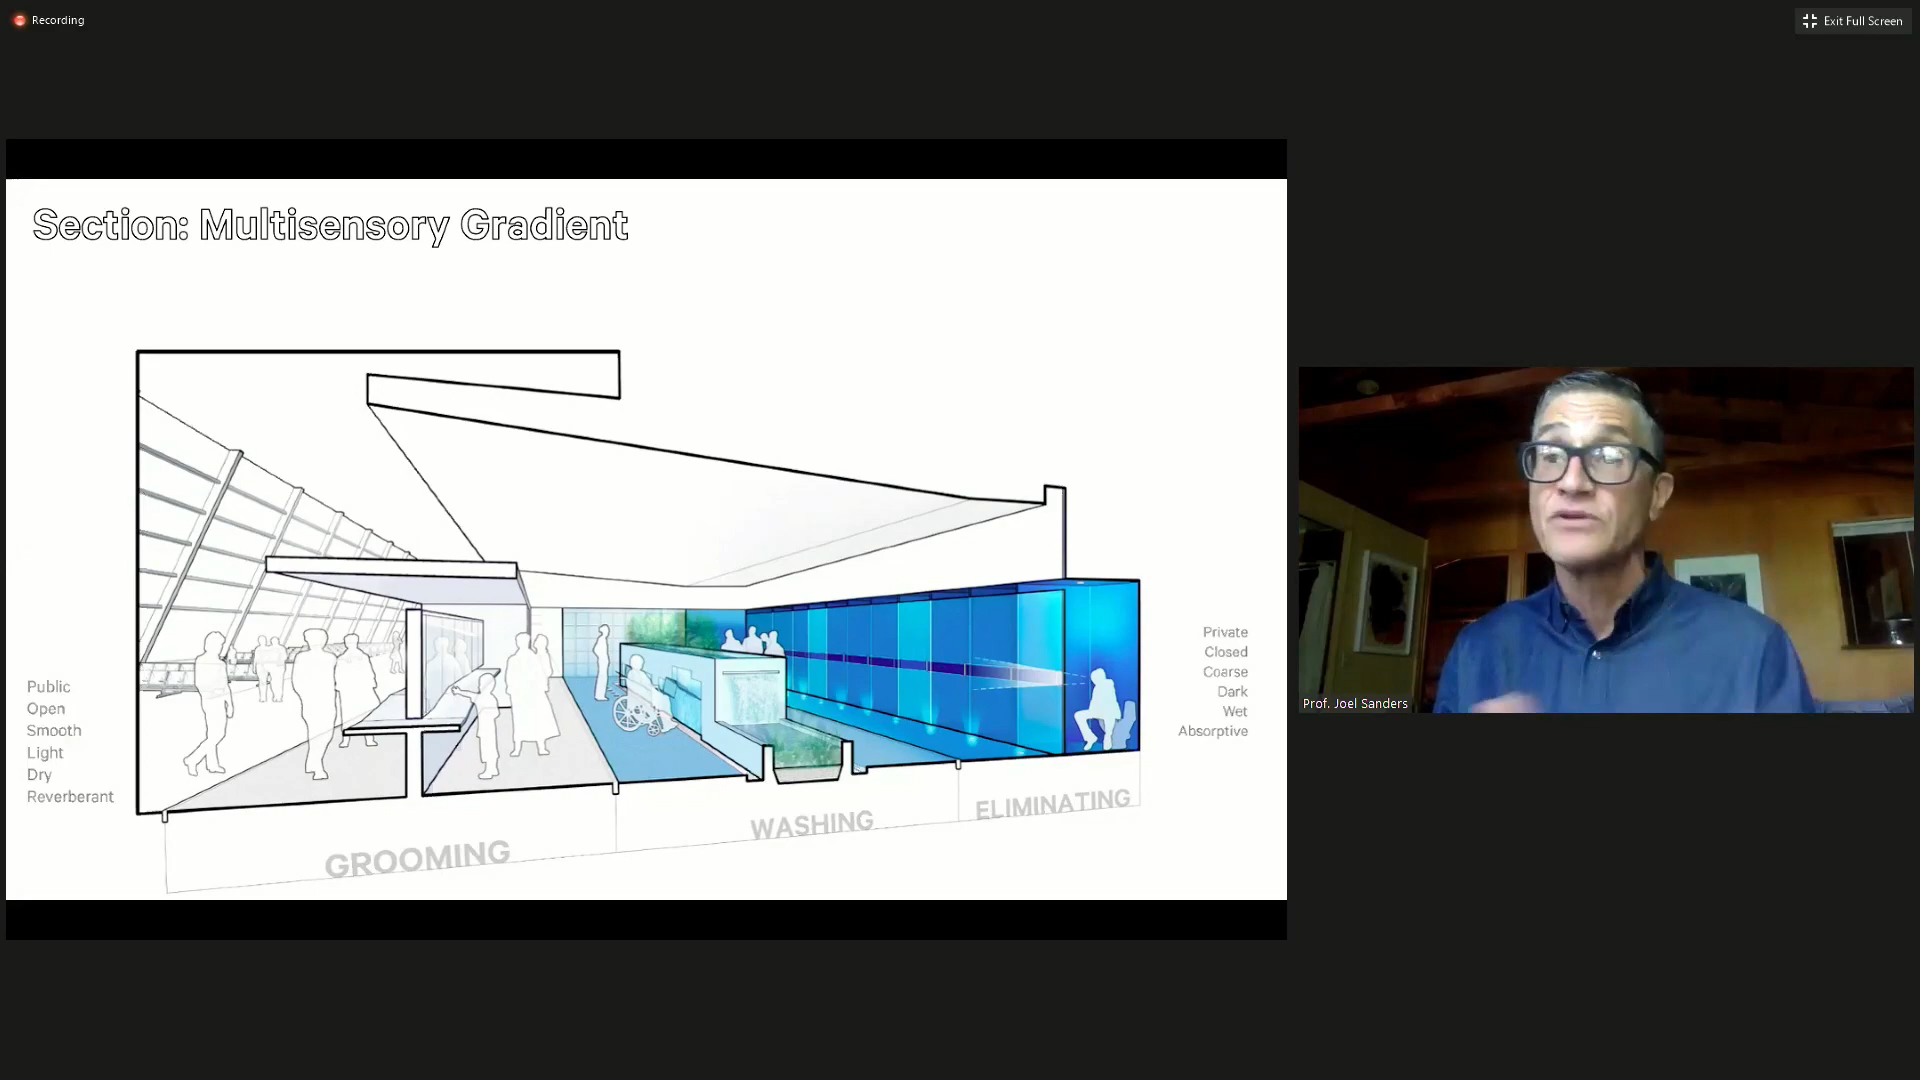 Recording
Exit Full Screen
Section: Multisensory Gradient
Public
Open
Smooth
Light
Dry
Reverberant
Private
Closed
Coarse
Dark
Wet
Absorptive
GROOMING
WASHING
ELIMINATING
Prof. Joel Sanders